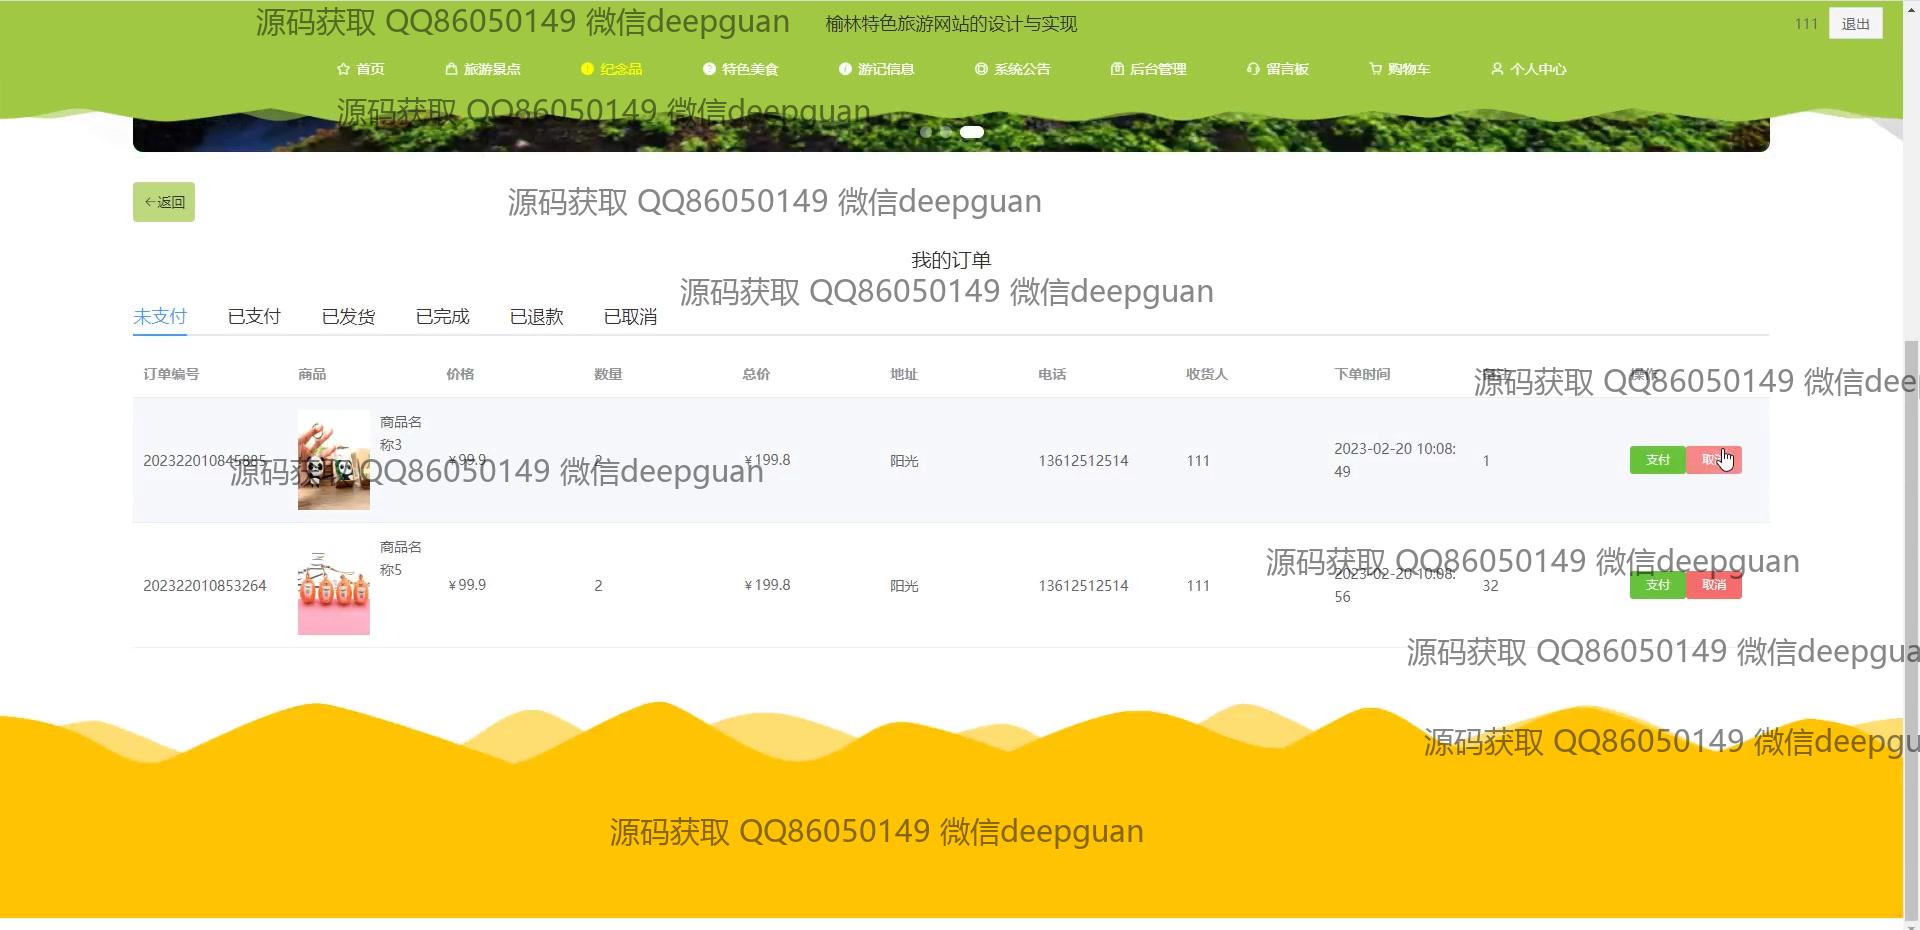 源码获取 QQ86050149 微信deepguan
榆林特色旅游网站的设计与实现
111 退出
首页 旅游景点 纪念品 特色美食 游记信息 系统公告 后台管理 留言板 购物车 个人中心
源码获取 QQ86050149 微信deepguan
←返回
源码获取 QQ86050149 微信deepguan
我的订单
源码获取 QQ86050149 微信deepguan
未支付 已支付 已发货 已完成 已退款 已取消
订单编号 商品 价格 数量 总价 地址 电话 收货人 下单时间
源码获取 QQ86050149 微信dee
202322010845885 商品名
称3 ¥99.9 2 ¥199.8 阳光 13612512514 111 2023-02-20 10:08:
49 1 支付
源码获取 QQ86050149 微信deepguan
202322010853264 商品名
称5 ¥99.9 2 ¥199.8 阳光 13612512514 111 2023-02-20 10:08:
56 32 支付 取消
源码获取 QQ86050149 微信deepguan
源码获取 QQ86050149 微信deepgua
源码获取 QQ86050149 微信deepgu
源码获取 QQ86050149 微信deepguan